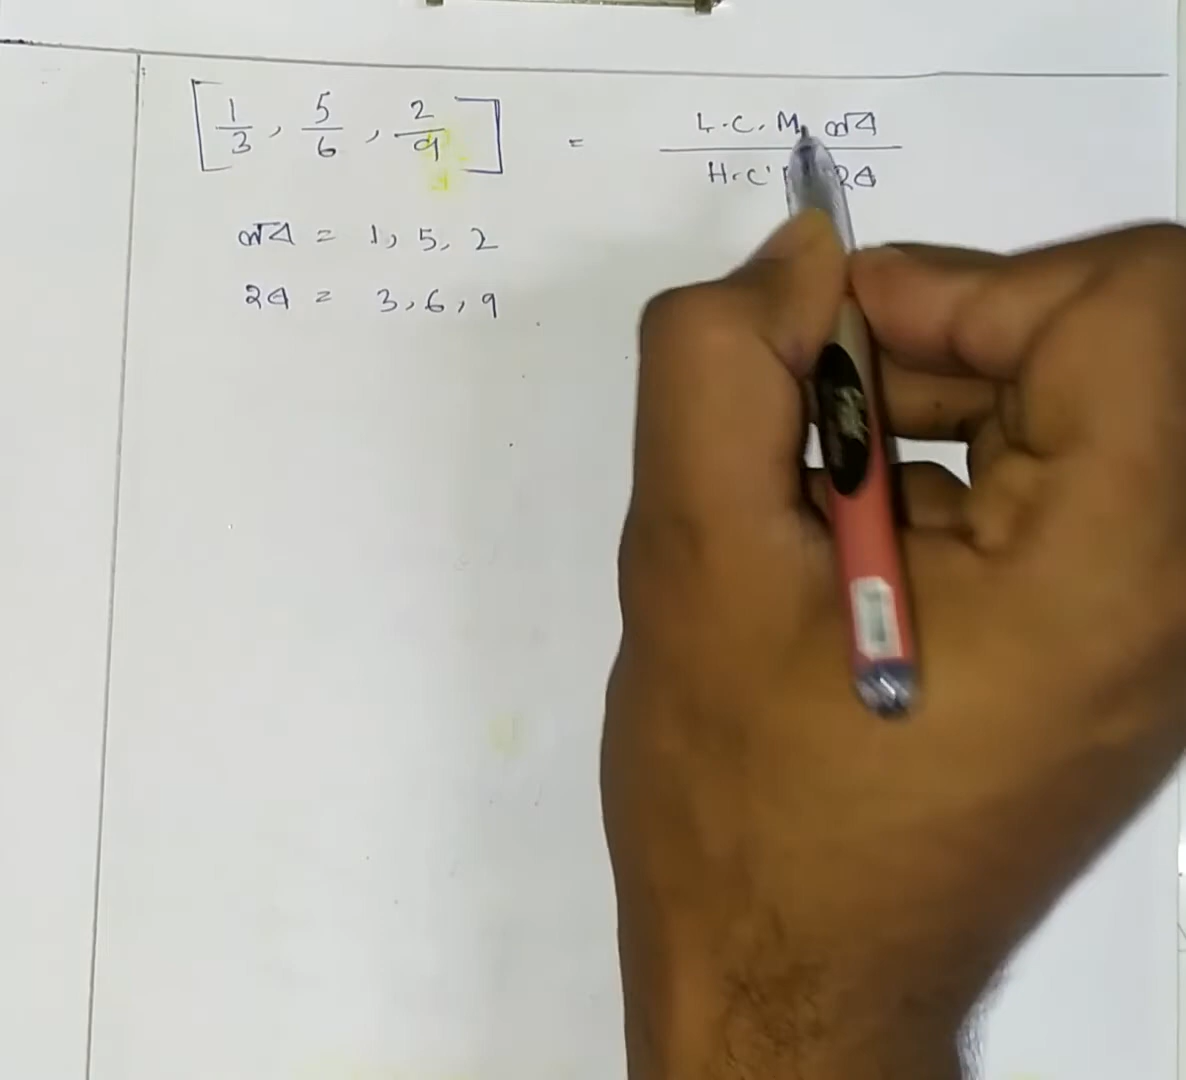 [1/3, 5/6, 2/9] = L.C.M লব / H.C হর
লব = 1, 5, 2
হর = 3, 6, 9